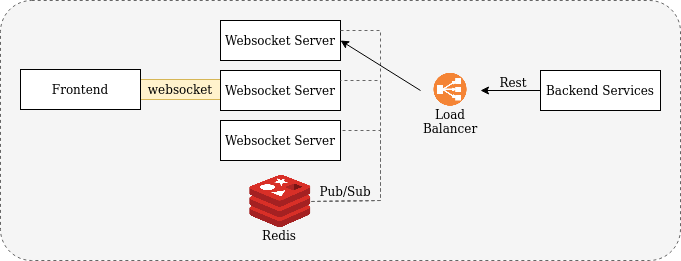 Websocket Server
Frontend
websocket
Websocket Server
Websocket Server
Pub/Sub
Redis
Load
Balancer
Rest
Backend Services